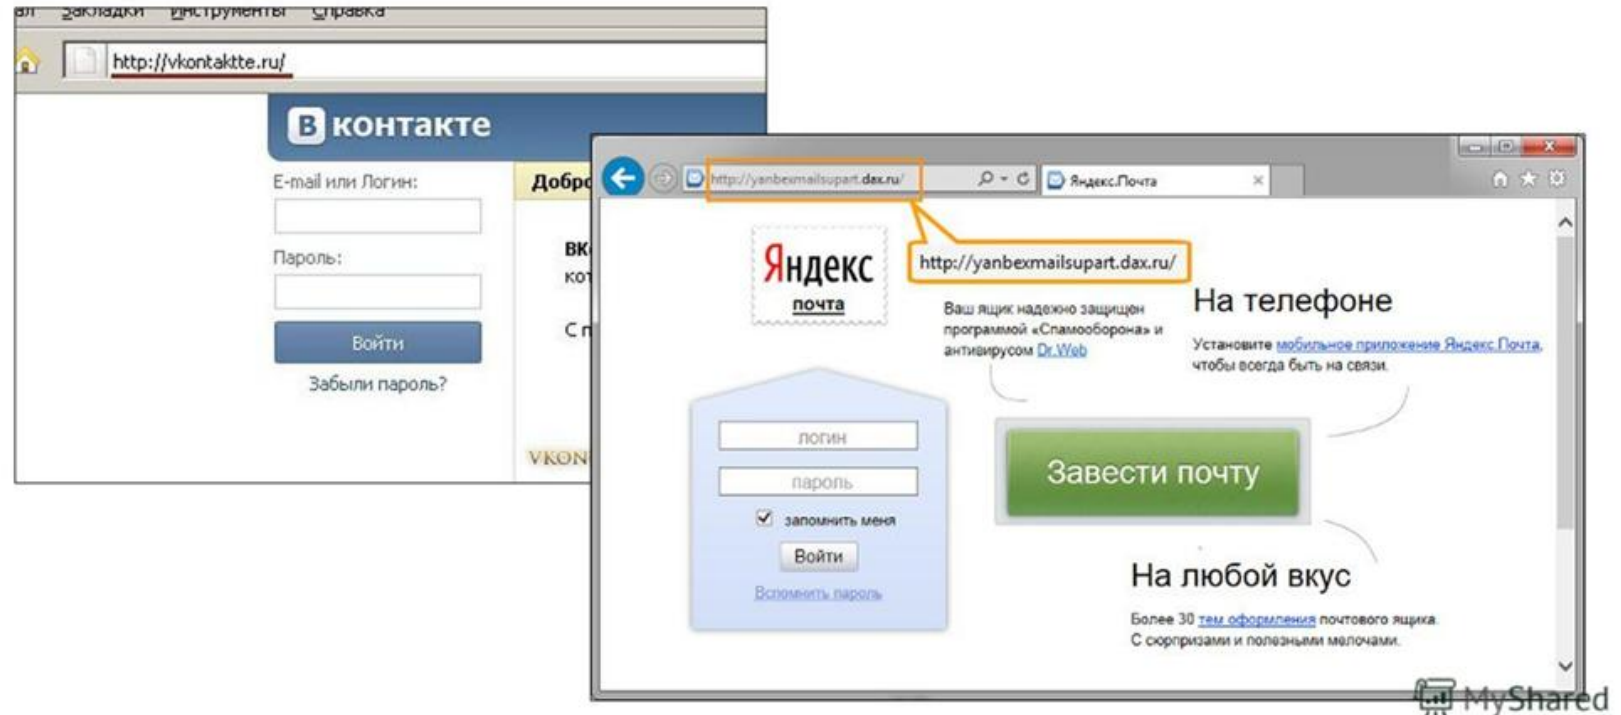 Закладки Инструменты Справка
http://vkontaktte.ru/
В контакте
E-mail или Логин:
Пароль:
Войти
Забыли пароль?
Добро
С п
VKON
http://yanbexmailsupart.dax.ru/
Яндекс.Почта
http://yanbexmailsupart.dax.ru/
Яндекс
почта
Ваш ящик надежно защищен
программой «Спамооборона» и
антивирусом Dr.Web
На телефоне
Установите мобильное приложение Яндекс.Почта,
чтобы всегда быть на связи.
логин
пароль
запомнить меня
Войти
Вспомнить пароль
Завести почту
На любой вкус
Более 30 тем оформления почтового ящика.
С сюрпризами и полезными мелочами.
MyShared